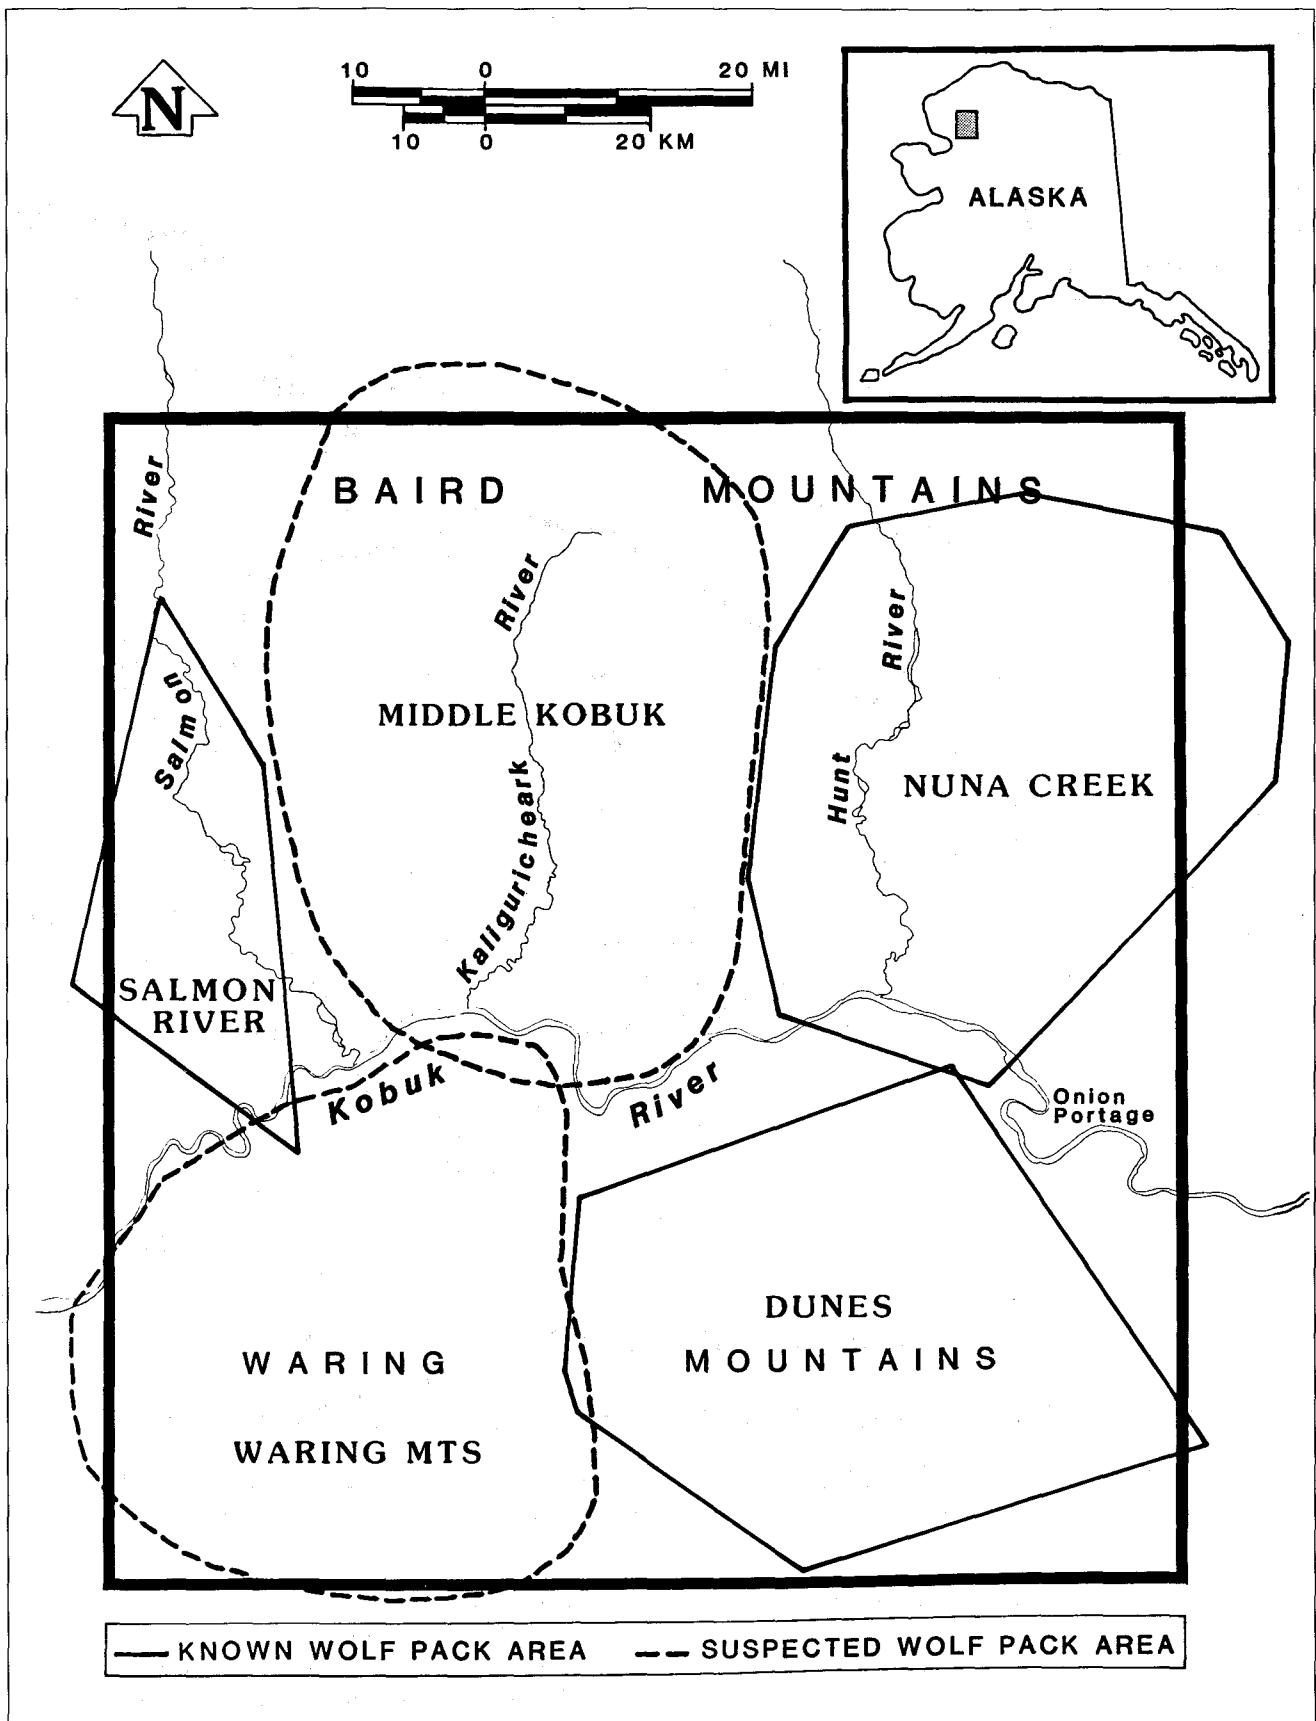 N
10 0 20 MI
10 0 20 KM
ALASKA
BAIRD MOUNTAINS
River
River
River
Salmon
MIDDLE KOBUK
Hunt
NUNA CREEK
Kaliguricheark
SALMON
RIVER
Kobuk
River
Onion
Portage
DUNES
WARING
MOUNTAINS
WARING MTS
KNOWN WOLF PACK AREA SUSPECTED WOLF PACK AREA